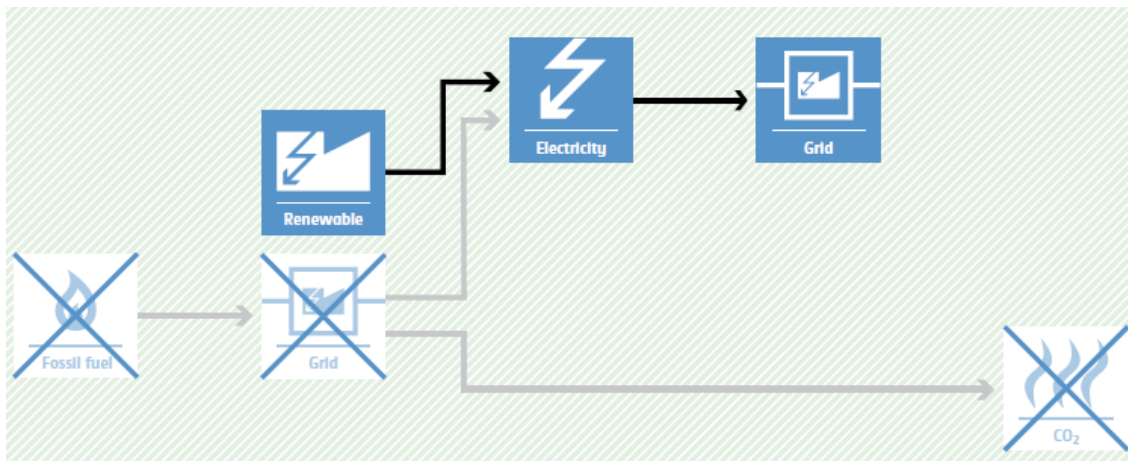 Electricity
Grid
Renewable
Fossil fuel
Grid
CO₂